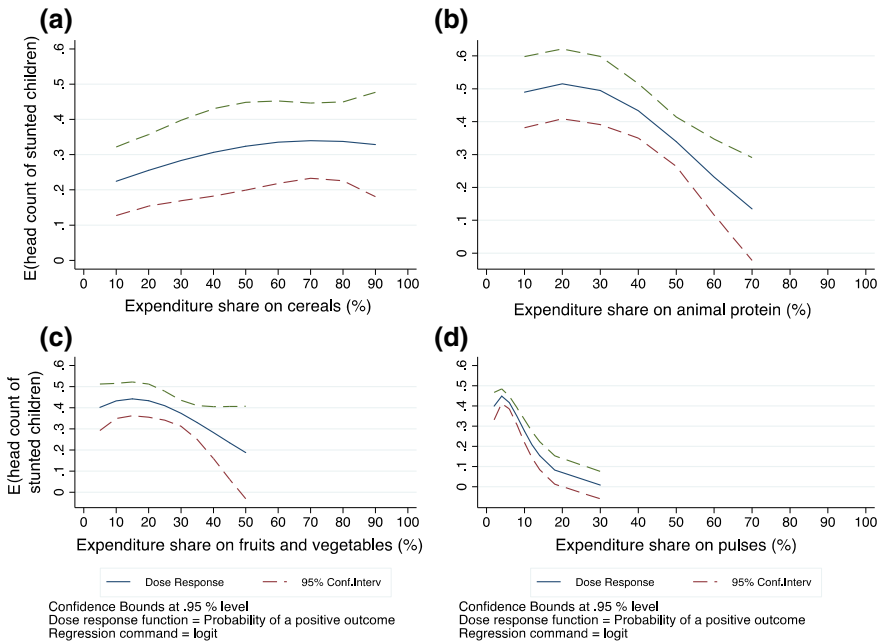 (a)
E(head count of stunted children)
.6
.5
.4
.3
.2
.1
0
0 10 20 30 40 50 60 70 80 90 100
Expenditure share on cereals (%)
(b)
.6
.5
.4
.3
.2
.1
0
0 10 20 30 40 50 60 70 80 90 100
Expenditure share on animal protein (%)
(c)
E(head count of
stunted children)
.6
.5
.4
.3
.2
.1
0
0 10 20 30 40 50 60 70 80 90 100
Expenditure share on fruits and vegetables (%)
(d)
.6
.5
.4
.3
.2
.1
0
0 10 20 30 40 50 60 70 80 90 100
Expenditure share on pulses (%)
Dose Response 95% Conf.Interv
Confidence Bounds at .95 % level
Dose response function = Probability of a positive outcome
Regression command = logit
Dose Response 95% Conf.Interv
Confidence Bounds at .95 % level
Dose response function = Probability of a positive outcome
Regression command = logit